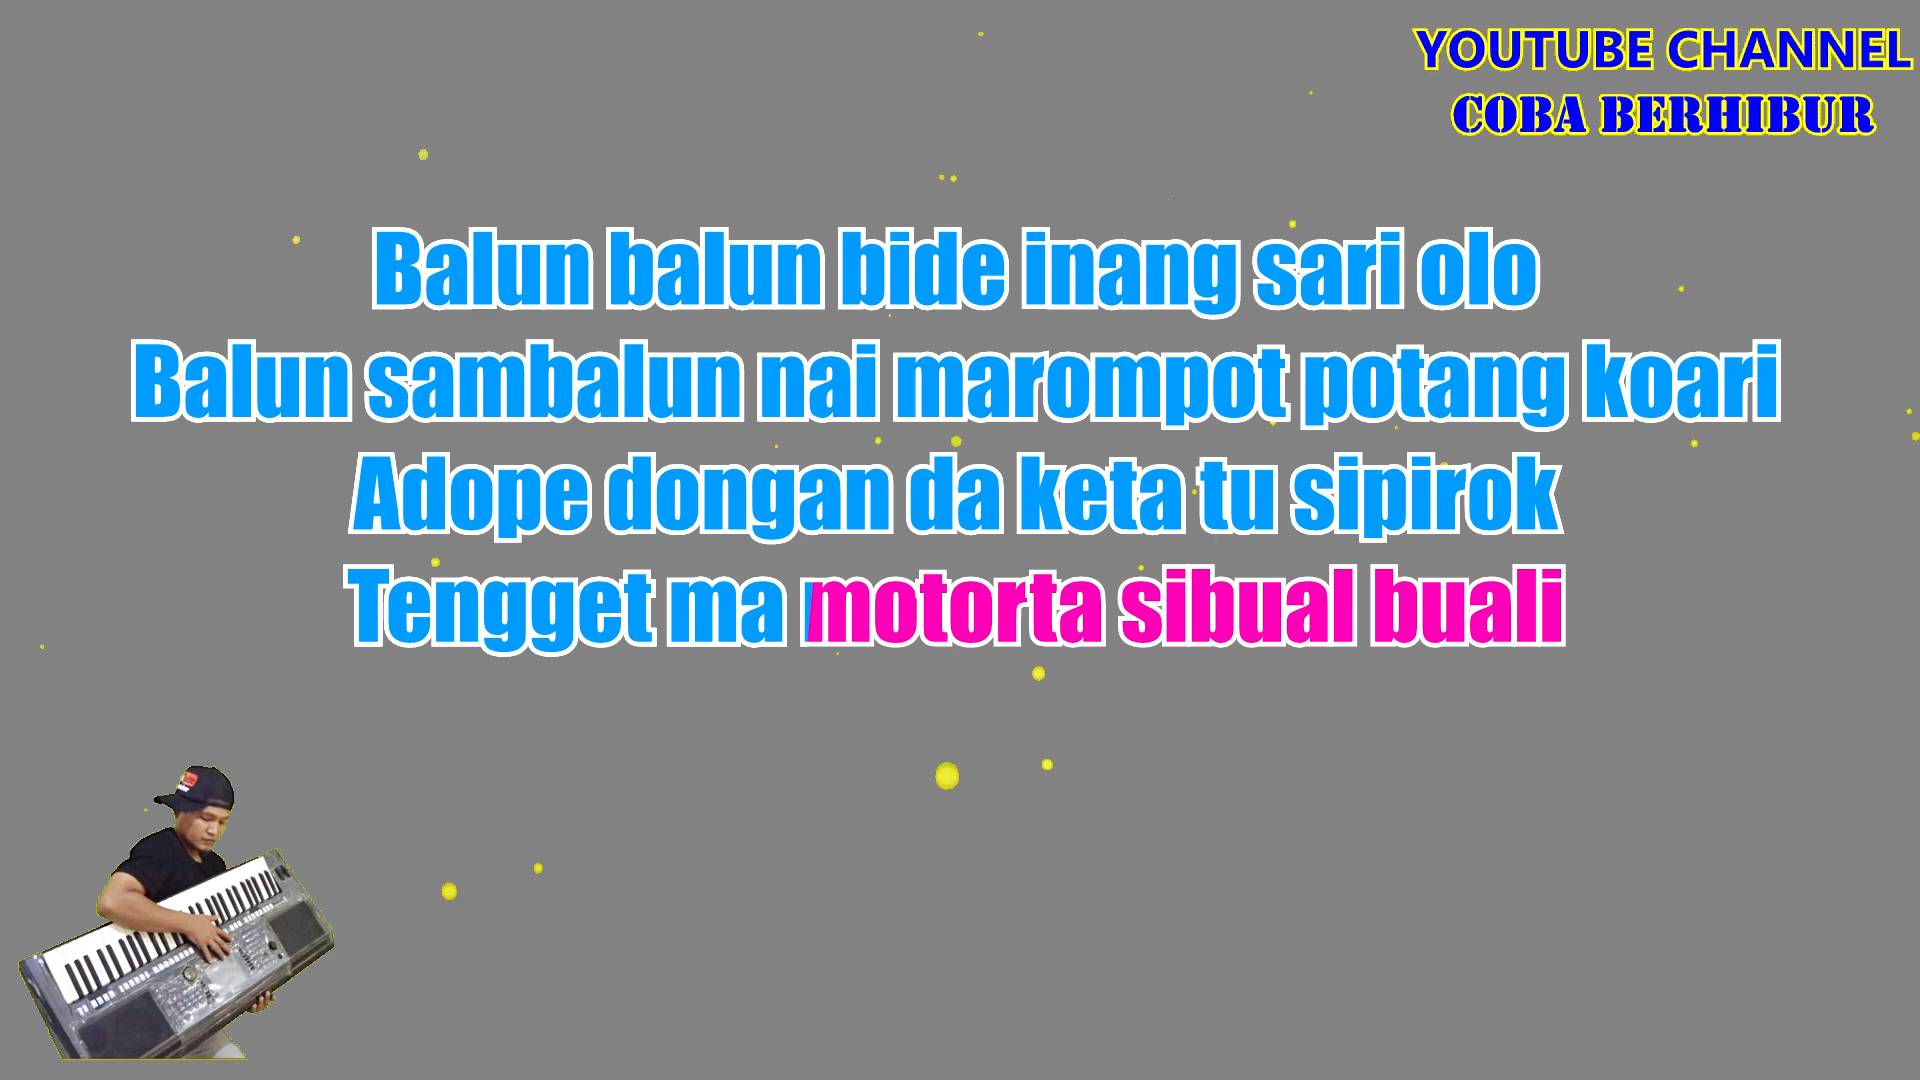 YOUTUBE CHANNEL
COBA BERHIBUR
Balun balun bide inang sari olo
Balun sambalun nai marompot potang koari
Adope dongan da keta tu sipirok
Tengget ma motorta sibual buali